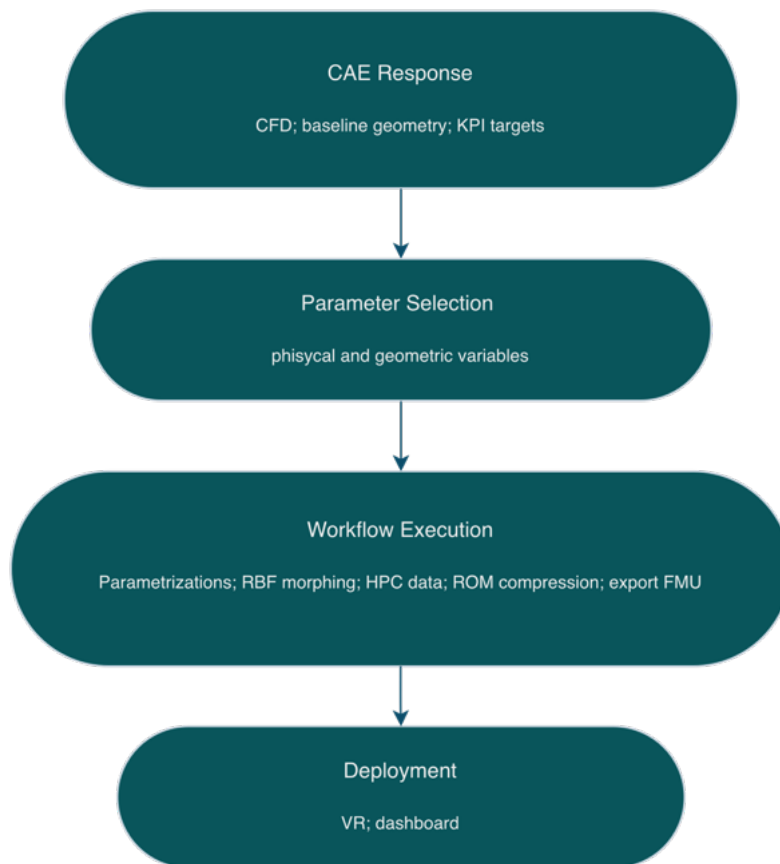 CAE Response
CFD; baseline geometry; KPI targets
Parameter Selection
phisycal and geometric variables
Workflow Execution
Parametrizations; RBF morphing; HPC data; ROM compression; export FMU
Deployment
VR; dashboard